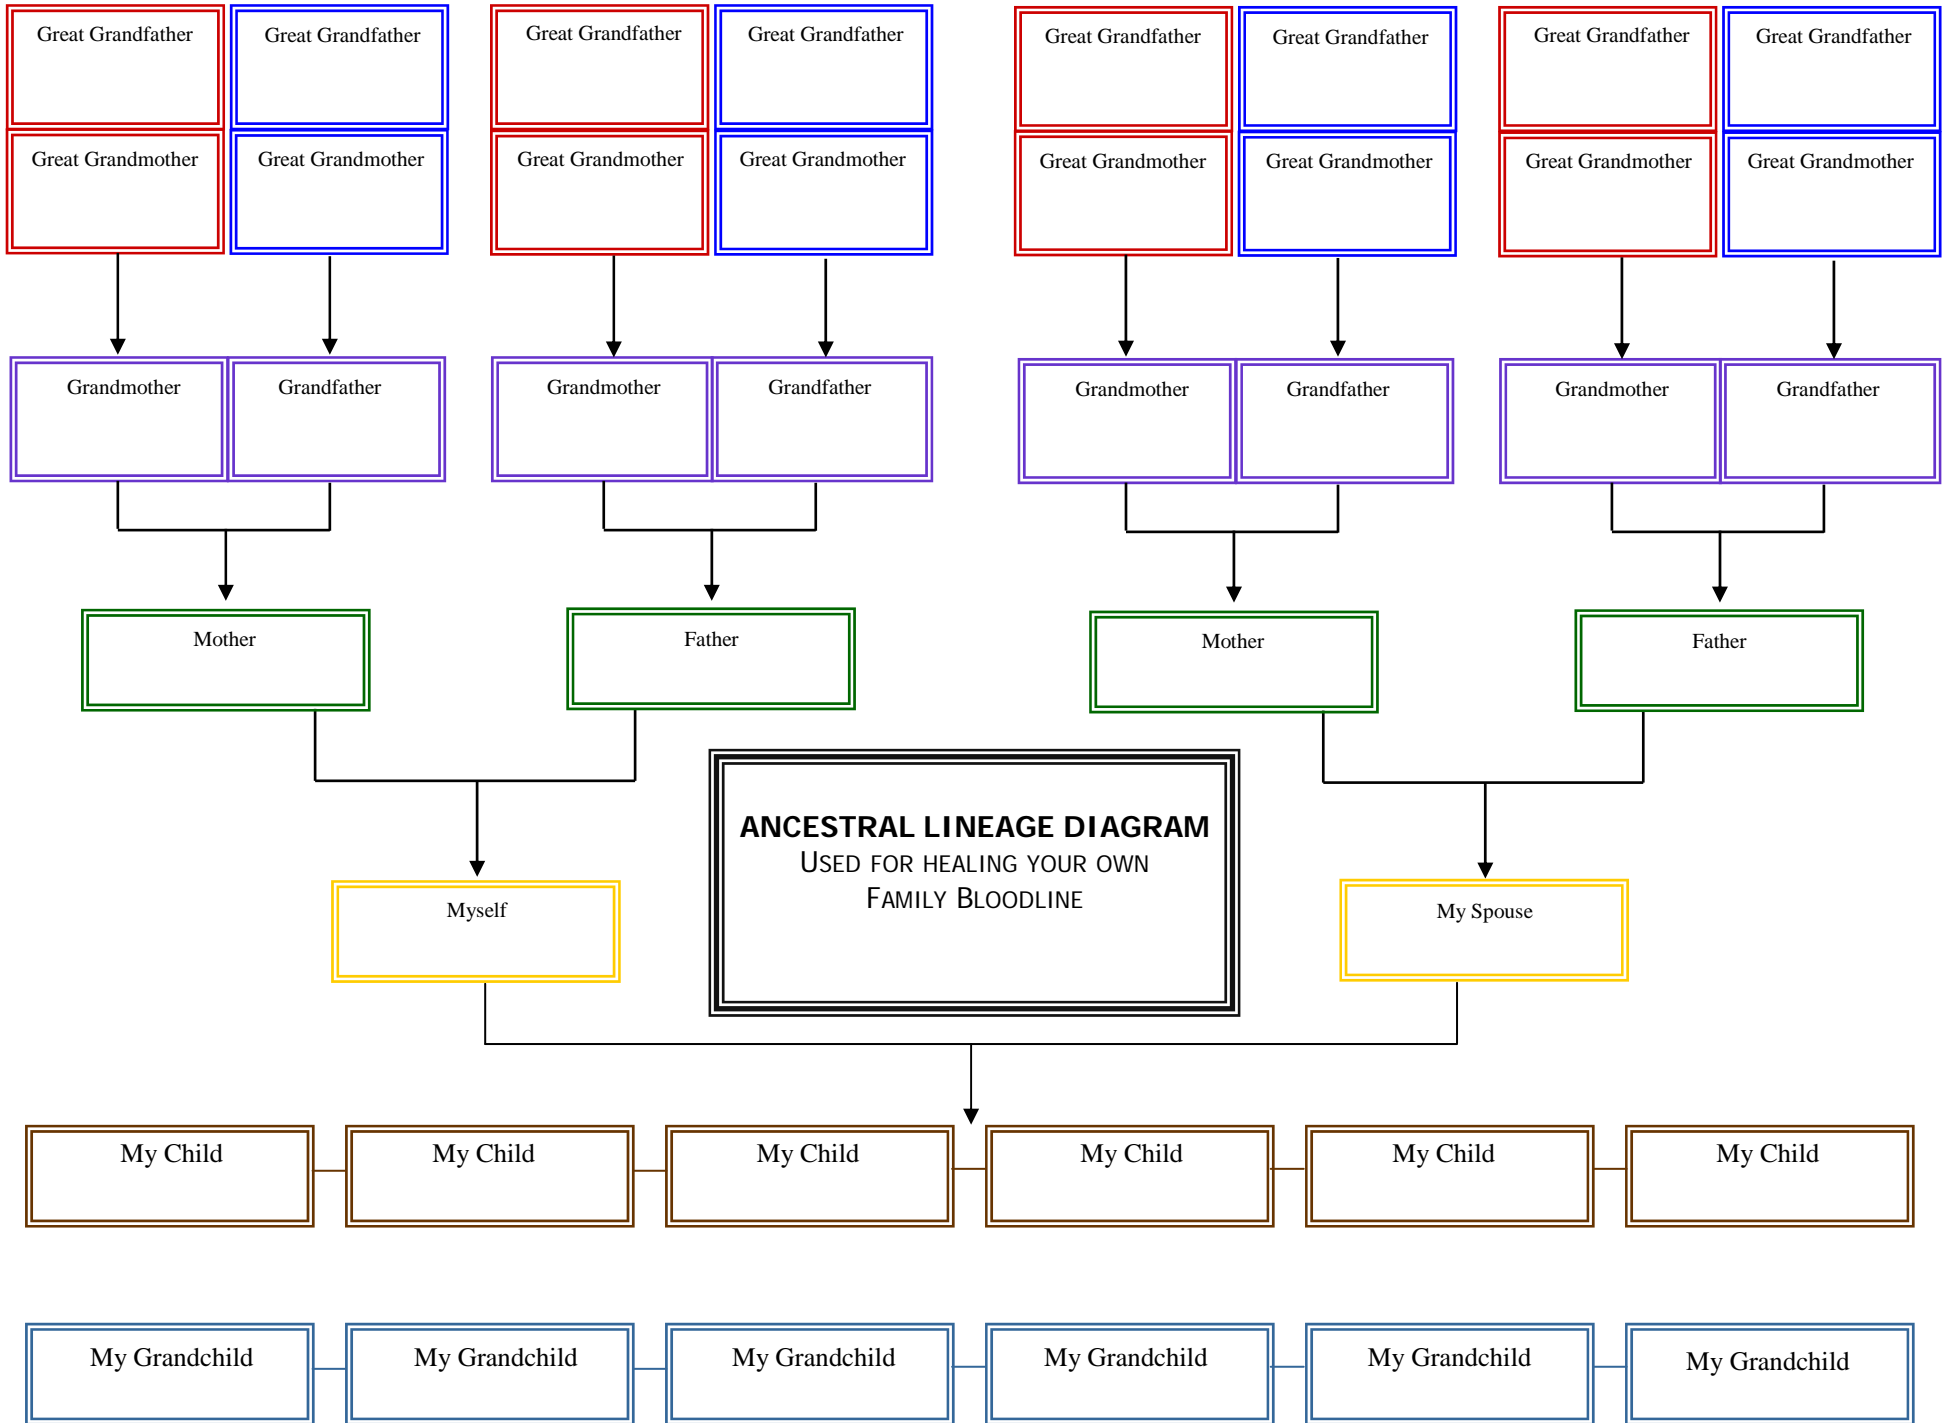 Great Grandfather
Great Grandfather
Great Grandfather
Great Grandfather
Great Grandfather
Great Grandfather
Great Grandfather
Great Grandfather
Great Grandmother
Great Grandmother
Great Grandmother
Great Grandmother
Great Grandmother
Great Grandmother
Great Grandmother
Great Grandmother
Grandmother
Grandfather
Grandmother
Grandfather
Grandmother
Grandfather
Grandmother
Grandfather
Mother
Father
Mother
Father
ANCESTRAL LINEAGE DIAGRAM
USED FOR HEALING YOUR OWN
FAMILY BLOODLINE
Myself
My Spouse
My Child
My Child
My Child
My Child
My Child
My Child
My Grandchild
My Grandchild
My Grandchild
My Grandchild
My Grandchild
My Grandchild